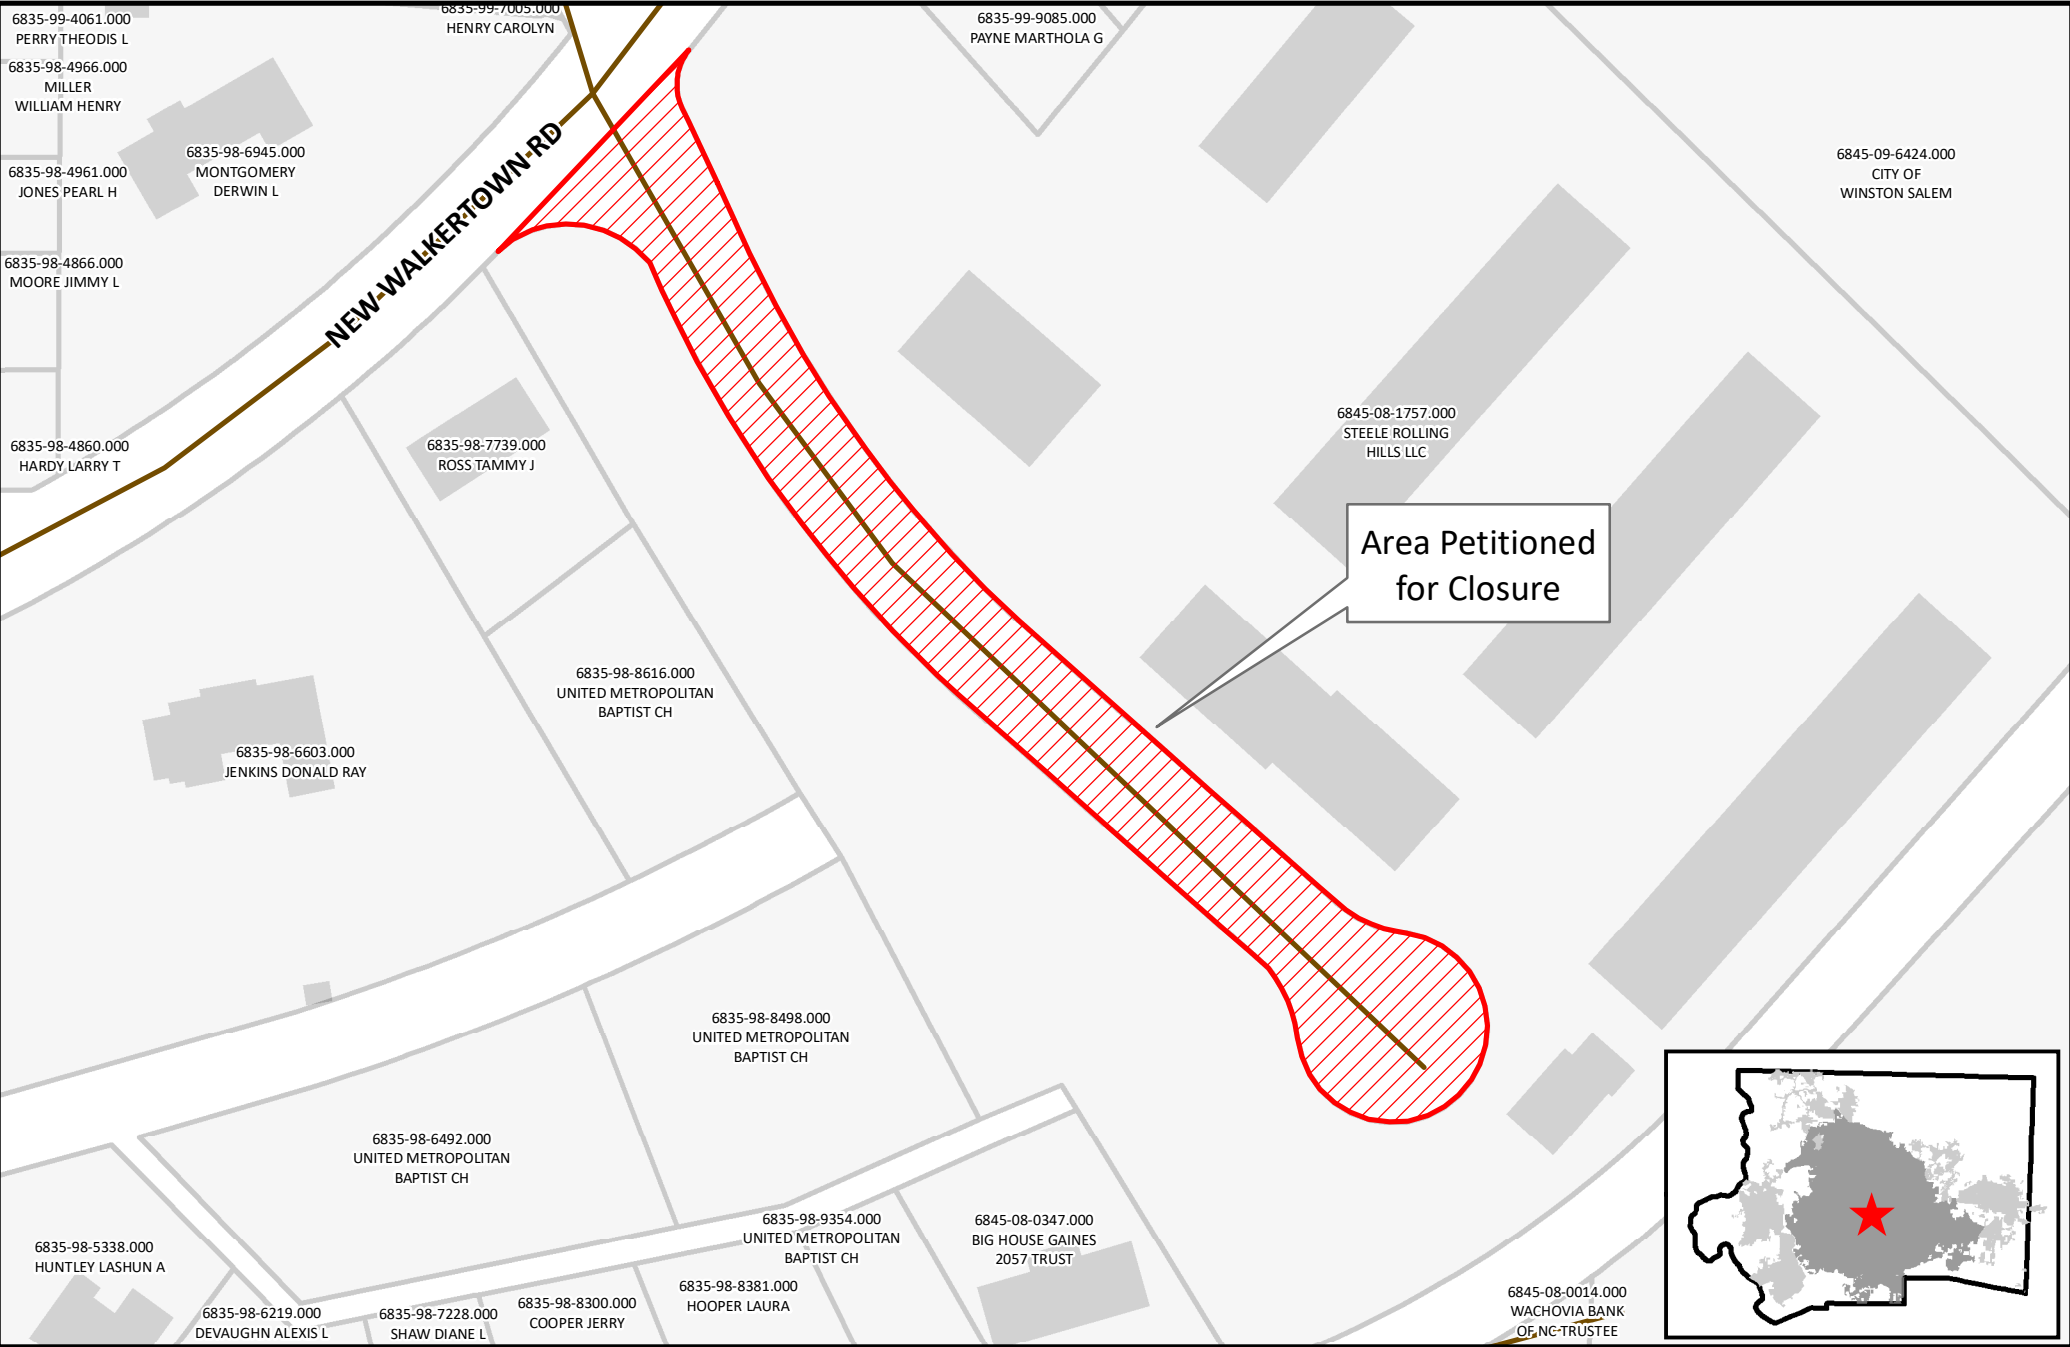 6835-99-4061.000
PERRY THEODIS L
6835-98-4966.000
MILLER
WILLIAM HENRY
6835-98-4961.000
JONES PEARL H
6835-98-4866.000
MOORE JIMMY L
6835-98-4860.000
HARDY LARRY T
6835-98-6945.000
MONTGOMERY
DERWIN L
6835-99-7005.000
HENRY CAROLYN
6835-99-9085.000
PAYNE MARTHOLA G
6845-09-6424.000
CITY OF
WINSTON SALEM
NEW WALKERTOWN RD
6835-98-7739.000
ROSS TAMMY J
6845-08-1757.000
STEELE ROLLING
HILLS LLC
Area Petitioned
for Closure
6835-98-8616.000
UNITED METROPOLITAN
BAPTIST CH
6835-98-6603.000
JENKINS DONALD RAY
6835-98-8498.000
UNITED METROPOLITAN
BAPTIST CH
6835-98-6492.000
UNITED METROPOLITAN
BAPTIST CH
6835-98-9354.000
UNITED METROPOLITAN
BAPTIST CH
6845-08-0347.000
BIG HOUSE GAINES
2057 TRUST
6835-98-5338.000
HUNTLEY LASHUN A
6835-98-6219.000
DEVAUGHN ALEXIS L
6835-98-7228.000
SHAW DIANE L
6835-98-8300.000
COOPER JERRY
6835-98-8381.000
HOOPER LAURA
6845-08-0014.000
WACHOVIA BANK
OF NC TRUSTEE